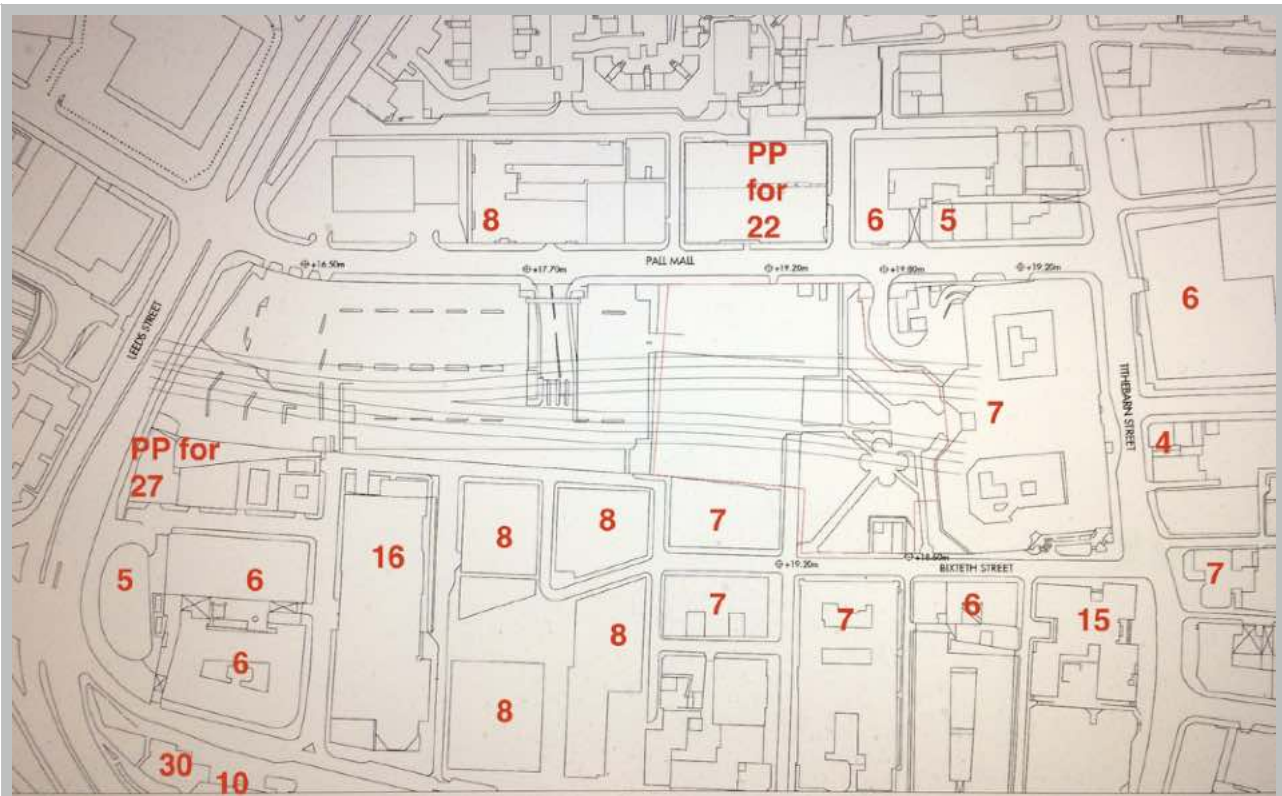 PP
for
22
8
6
5
PALL MALL
+16.50m
+17.70m
+19.20m
+19.80m
+19.20m
6
LEEDS STREET
TITHEBARN STREET
7
4
PP for
27
8
8
7
16
+19.20m
+18.60m
BIXTETH STREET
5
6
7
7
7
6
15
8
6
8
30
10